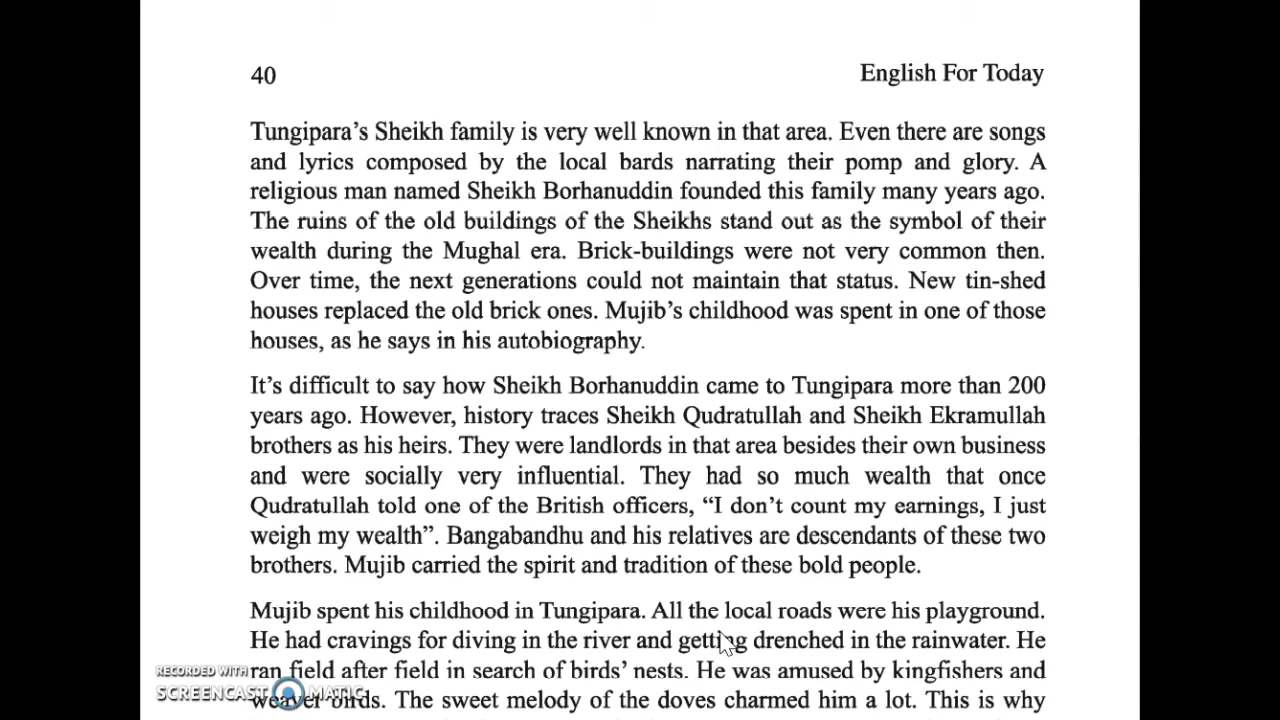 40 English For Today
Tungipara’s Sheikh family is very well known in that area. Even there are songs
and lyrics composed by the local bards narrating their pomp and glory. A
religious man named Sheikh Borhanuddin founded this family many years ago.
The ruins of the old buildings of the Sheikhs stand out as the symbol of their
wealth during the Mughal era. Brick-buildings were not very common then.
Over time, the next generations could not maintain that status. New tin-shed
houses replaced the old brick ones. Mujib’s childhood was spent in one of those
houses, as he says in his autobiography.
It’s difficult to say how Sheikh Borhanuddin came to Tungipara more than 200
years ago. However, history traces Sheikh Qudratullah and Sheikh Ekramullah
brothers as his heirs. They were landlords in that area besides their own business
and were socially very influential. They had so much wealth that once
Qudratullah told one of the British officers, “I don’t count my earnings, I just
weigh my wealth”. Bangabandhu and his relatives are descendants of these two
brothers. Mujib carried the spirit and tradition of these bold people.
Mujib spent his childhood in Tungipara. All the local roads were his playground.
He had cravings for diving in the river and getting drenched in the rainwater. He
ran field after field in search of birds’ nests. He was amused by kingfishers and
weaver birds. The sweet melody of the doves charmed him a lot. This is why
RECORDED WITH
SCREENCAST MATIC